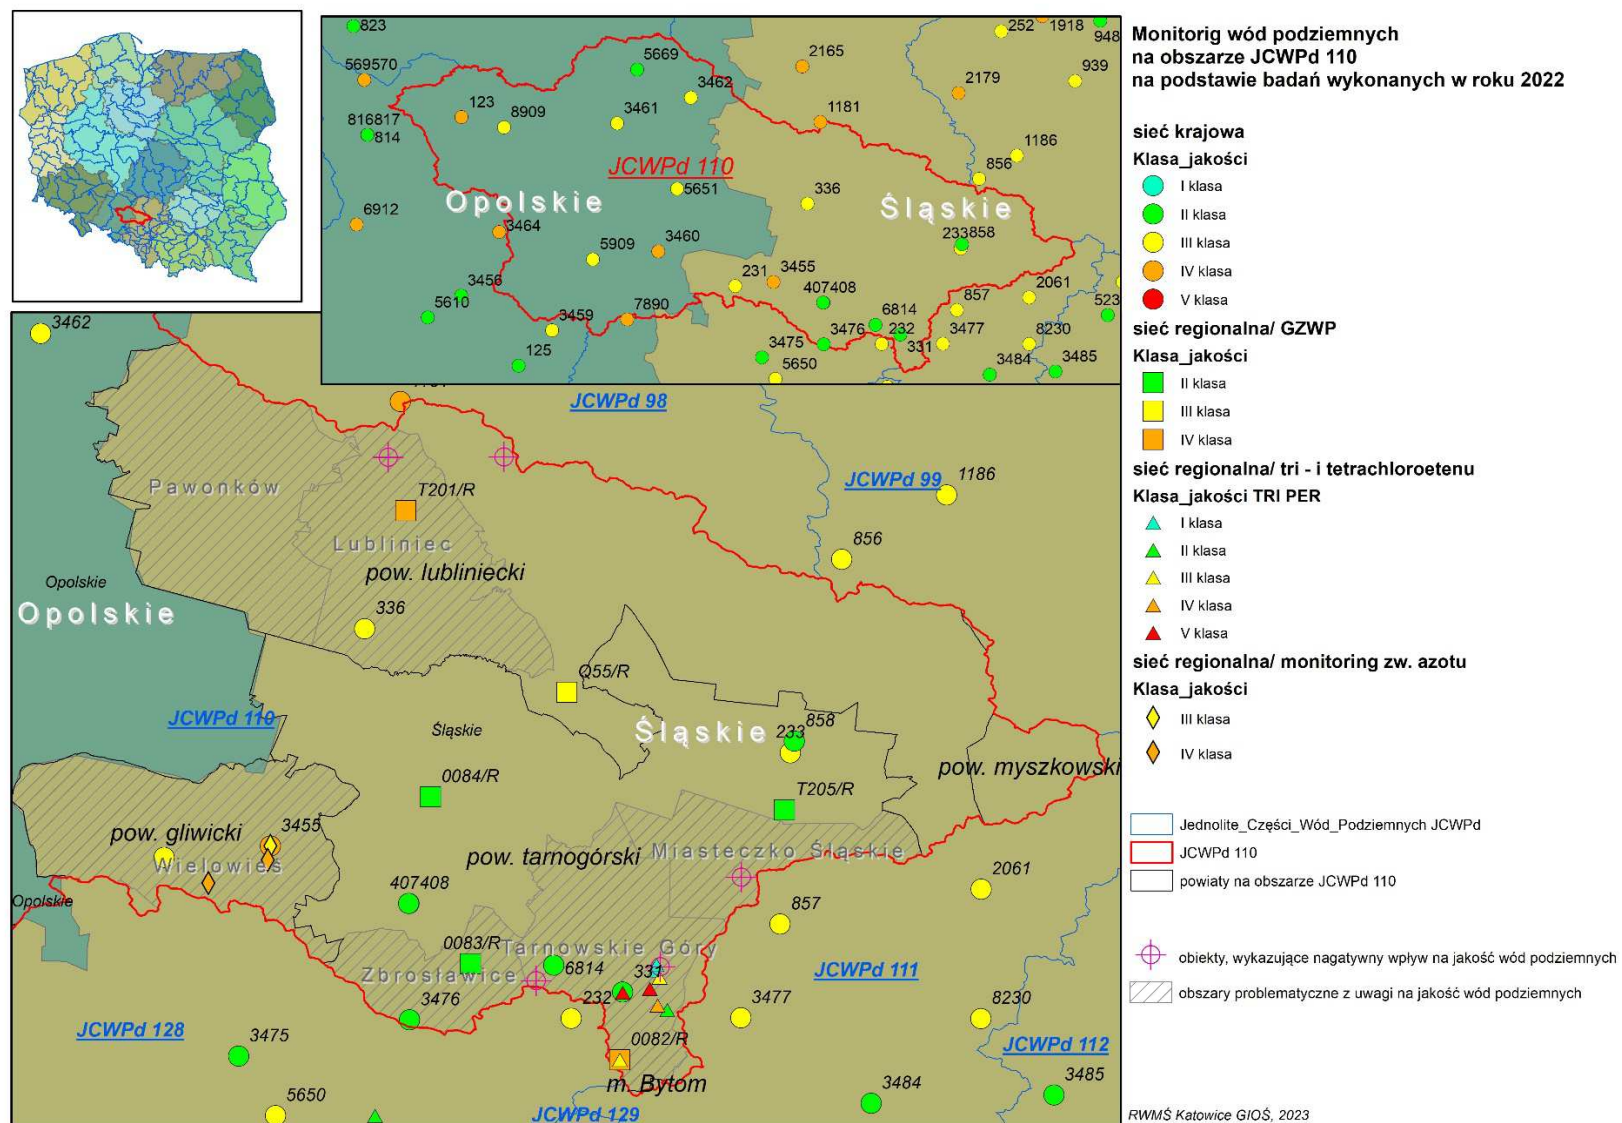 823
569570
816817
814
6912
123
8909
5669
3462
3461
2165
1181
252
1918
948
939
2179
1186
856
JCWPd 110
Opolskie
Śląskie
5651
336
3464
5909
3460
233858
231
3455
407408
3456
5610
3459
7890
125
6814
232
331
3476
3475
5650
857
3477
2061
8230
523
3484
3485
3462
JCWPd 98
Pawonków
T201/R
Lubliniec
pow. lubliniecki
JCWPd 99
1186
856
Opolskie
Opolskie
336
Q55/R
JCWPd 110
Śląskie
Śląskie
858
233
pow. myszkowski
0084/R
T205/R
pow. gliwicki
3455
Wielowieś
pow. tarnogórski
Miasteczko Śląskie
Opolskie
407408
2061
857
0083/R
Tarnowskie Góry
Zbrosławice
6814
331
JCWPd 111
232
3476
3477
8230
JCWPd 128
3475
0082/R
JCWPd 112
m. Bytom
3484
3485
5650
JCWPd 129
Monitorig wód podziemnych
na obszarze JCWPd 110
na podstawie badań wykonanych w roku 2022
sieć krajowa
Klasa_jakości
I klasa
II klasa
III klasa
IV klasa
V klasa
sieć regionalna/ GZWP
Klasa_jakości
II klasa
III klasa
IV klasa
sieć regionalna/ tri - i tetrachloroetenu
Klasa_jakości TRI PER
I klasa
II klasa
III klasa
IV klasa
V klasa
sieć regionalna/ monitoring zw. azotu
Klasa_jakości
III klasa
IV klasa
Jednolite_Części_Wód_Podziemnych JCWPd
JCWPd 110
powiaty na obszarze JCWPd 110
obiekty, wykazujące nagatywny wpływ na jakość wód podziemnych
obszary problematyczne z uwagi na jakość wód podziemnych
RWMŚ Katowice GIOŚ, 2023